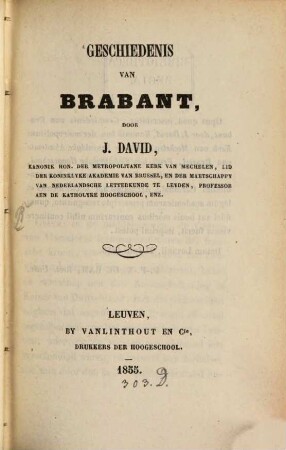 GESCHIEDENIS
VAN
BRABANT,
DOOR
J. DAVID,
KANONIK HON. DER METROPOLITANE KERK VAN MECHELEN, LID
DER KONINKLYKE AKADEMIE VAN BRUSSEL, EN DER MAETSCHAPPY
VAN NEDERLANDSCHE LETTERKUNDE TE LEYDEN, PROFESSOR
AEN DE KATHOLYKE HOOGESCHOOL, ENZ.
LEUVEN,
BY VANLINTHOUT EN Cie,
DRUKKERS DER HOOGESCHOOL.
1855.
303.